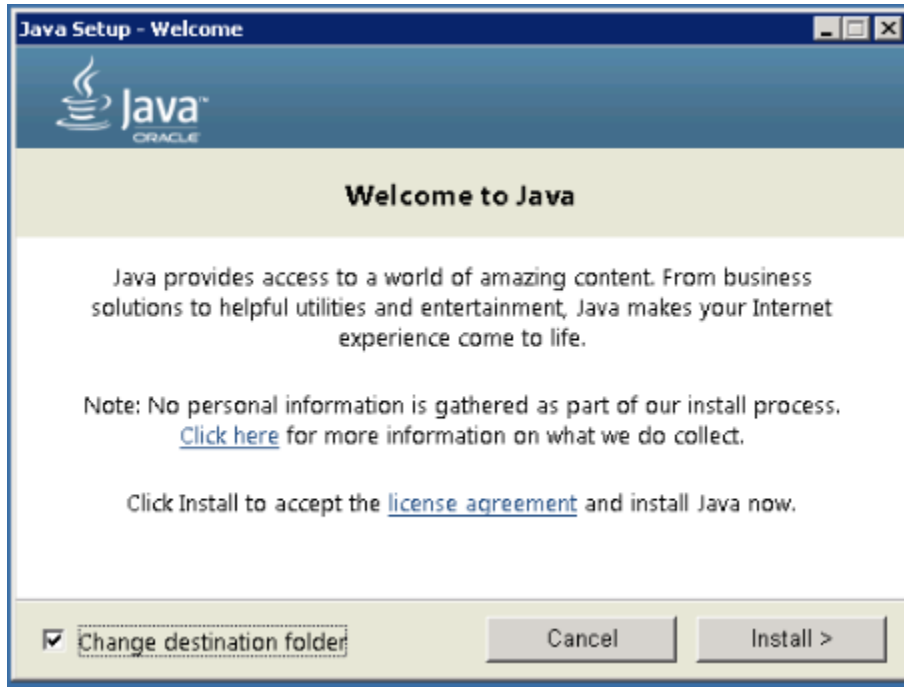 Java Setup - Welcome
Java™
ORACLE
Welcome to Java
Java provides access to a world of amazing content. From business
solutions to helpful utilities and entertainment, Java makes your Internet
experience come to life.
Note: No personal information is gathered as part of our install process.
Click here for more information on what we do collect.
Click Install to accept the license agreement and install Java now.
Change destination folder
Cancel
Install >